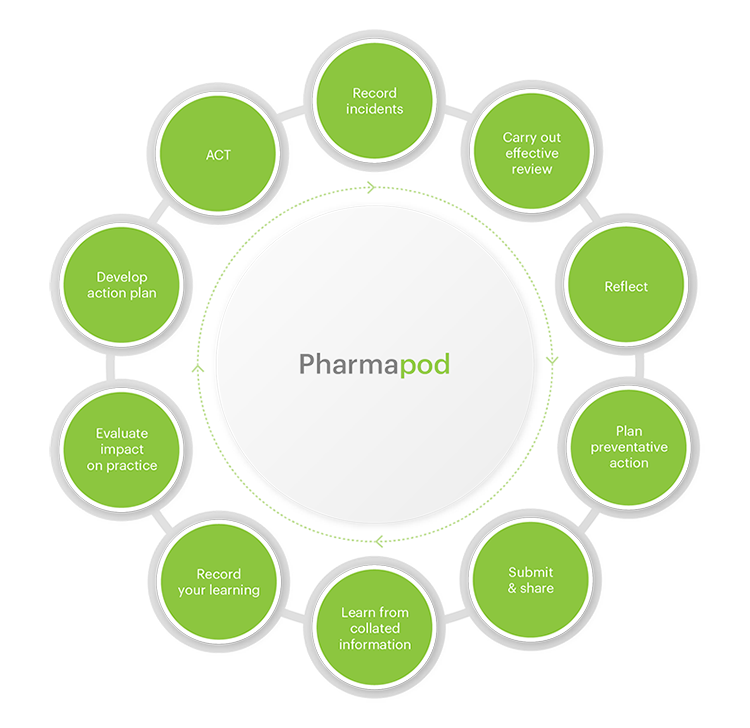 Record
incidents
Carry out
effective
review
Reflect
Plan
preventative
action
Submit
& share
Learn from
collated
information
Record
your learning
Evaluate
impact
on practice
Develop
action plan
ACT
Pharmapod